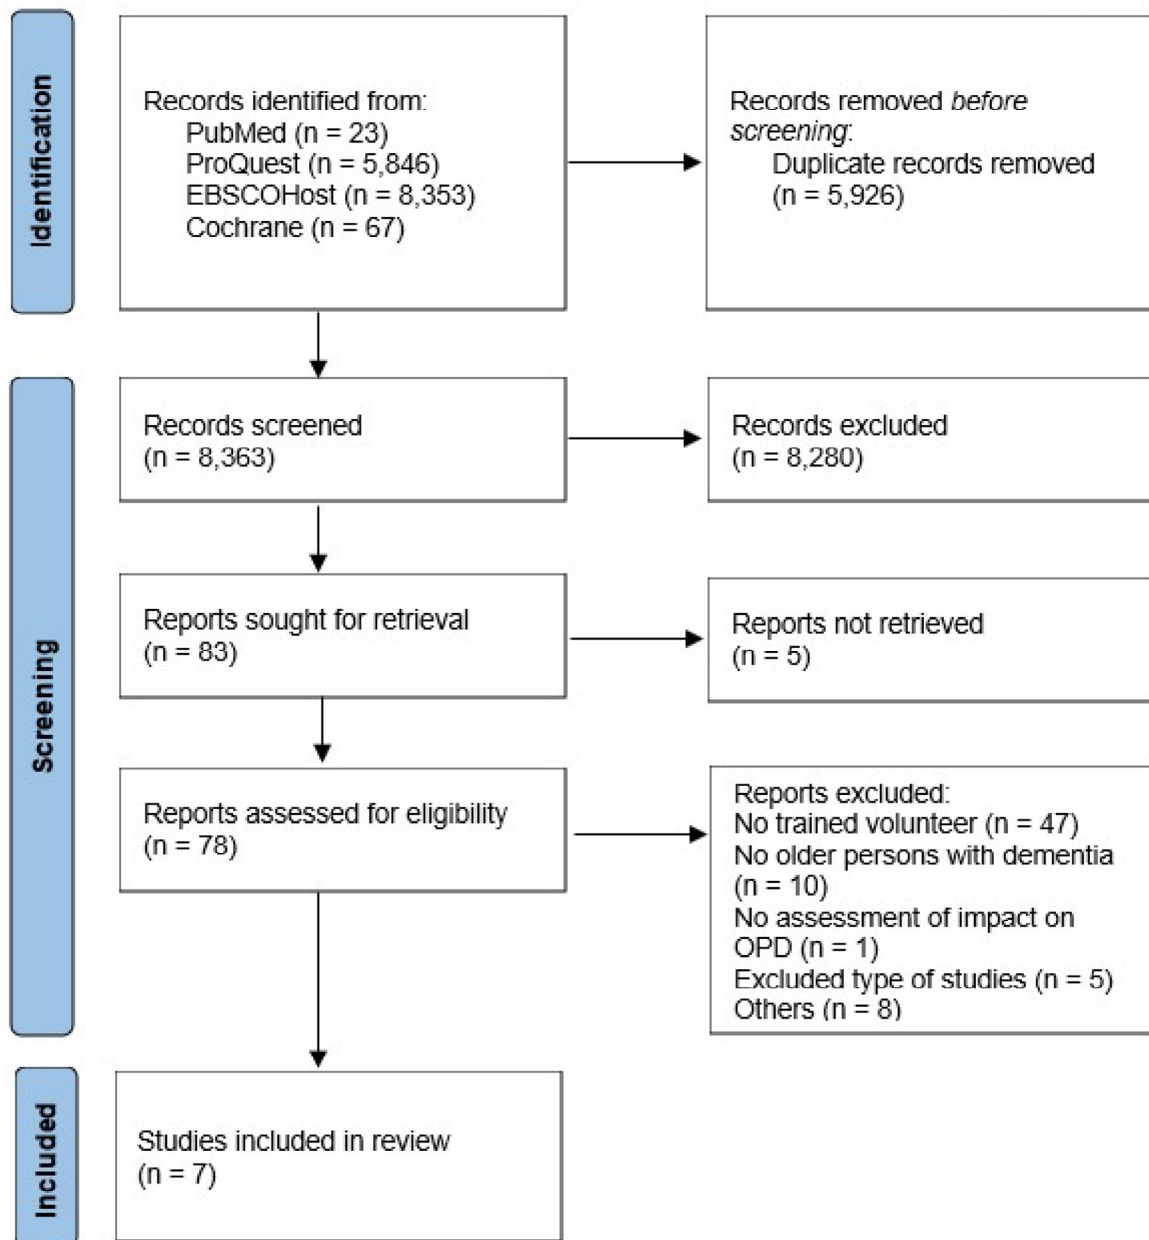 Identification
Records identified from:
PubMed (n = 23)
ProQuest (n = 5,846)
EBSCOHost (n = 8,353)
Cochrane (n = 67)
Records removed before
screening:
Duplicate records removed
(n = 5,926)
Screening
Records screened
(n = 8,363)
Records excluded
(n = 8,280)
Reports sought for retrieval
(n = 83)
Reports not retrieved
(n = 5)
Reports assessed for eligibility
(n = 78)
Reports excluded:
No trained volunteer (n = 47)
No older persons with dementia
(n = 10)
No assessment of impact on
OPD (n = 1)
Excluded type of studies (n = 5)
Others (n = 8)
Included
Studies included in review
(n = 7)